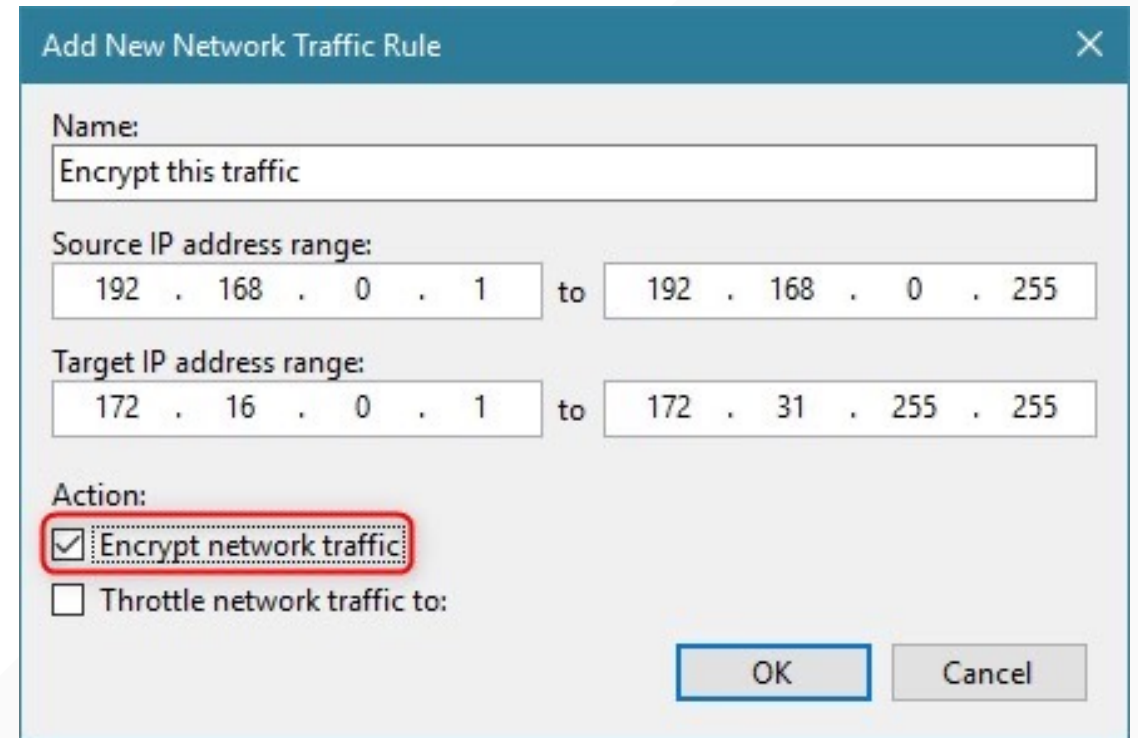 Add New Network Traffic Rule
Name:
Encrypt this traffic
Source IP address range:
192 . 168 . 0 . 1 to 192 . 168 . 0 . 255
Target IP address range:
172 . 16 . 0 . 1 to 172 . 31 . 255 . 255
Action:
Encrypt network traffic
Throttle network traffic to:
OK Cancel